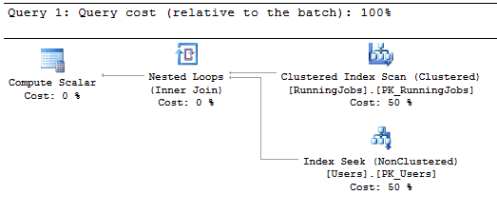 Query 1: Query cost (relative to the batch): 100%
Compute Scalar
Cost: 0 %
Nested Loops
(Inner Join)
Cost: 0 %
Clustered Index Scan (Clustered)
[RunningJobs].[PK_RunningJobs]
Cost: 50 %
Index Seek (NonClustered)
[Users].[PK_Users]
Cost: 50 %